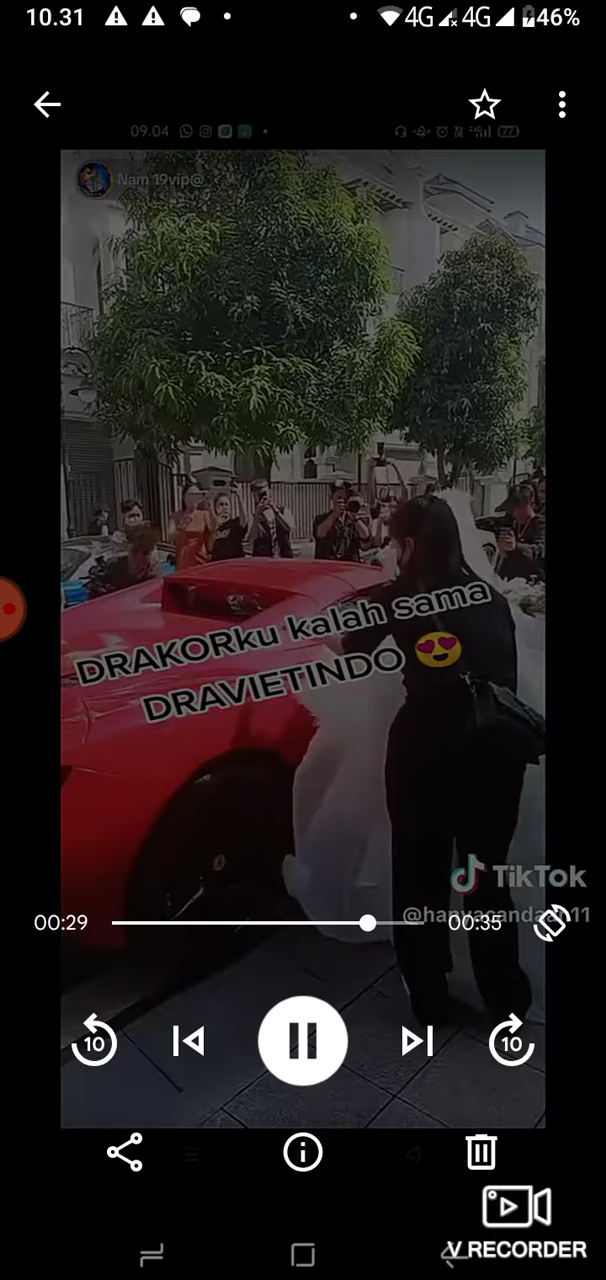 10.31
4G 4G 46%
09.04
77
Nam 19vip@
DRAKORku kalah sama
DRAVIETINDO 😍
TikTok
00:29
00:35
10
10
V RECORDER